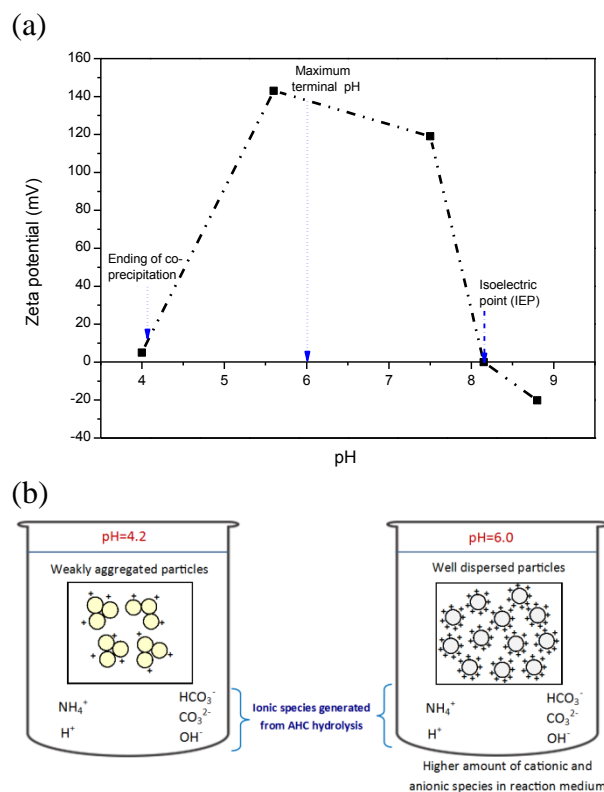 (a)
160
140
120
100
80
60
40
20
0
-20
-40
Zeta potential (mV)
Maximum
terminal pH
Ending of co-
precipitation
Isoelectric
point (IEP)
4 5 6 7 8 9
pH
(b)
pH=4.2
Weakly aggregated particles
NH₄⁺
H⁺
HCO₃⁻
CO₃²⁻
OH⁻
Ionic species generated
from AHC hydrolysis
pH=6.0
Well dispersed particles
NH₄⁺
H⁺
HCO₃⁻
CO₃²⁻
OH⁻
Higher amount of cationic and
anionic species in reaction medium